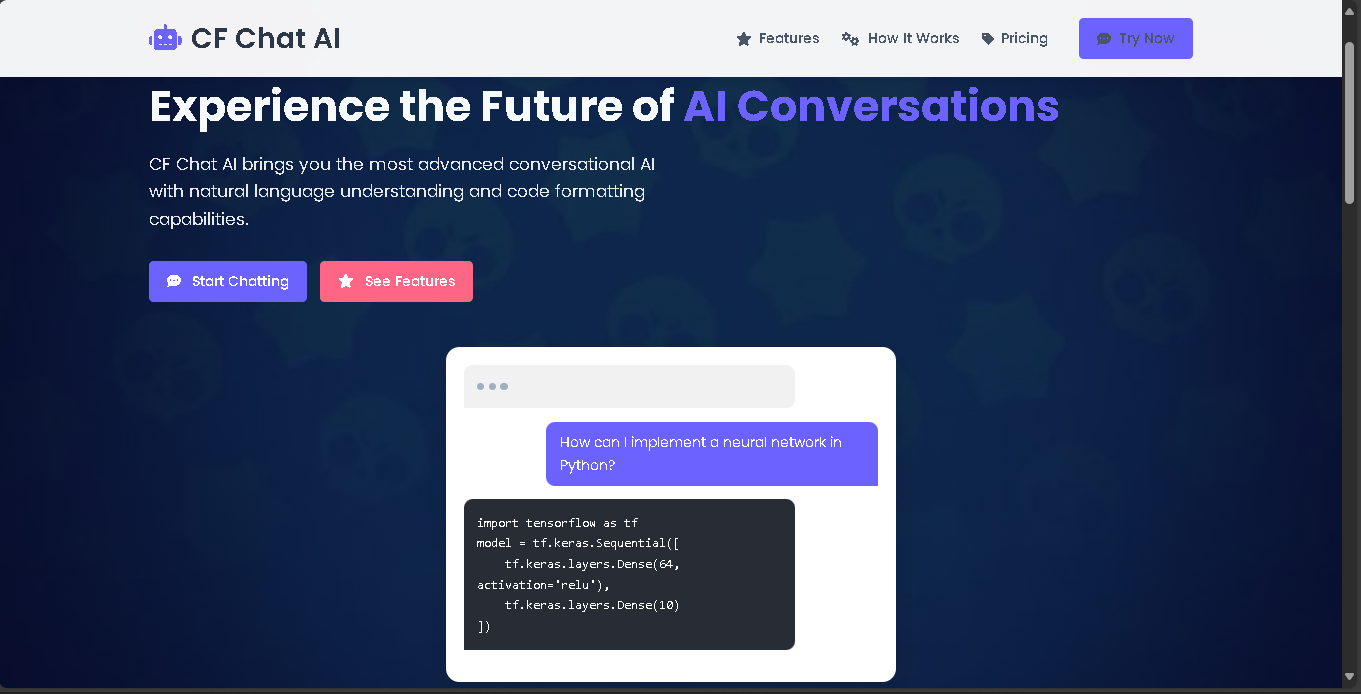 CF Chat AI
Features
How It Works
Pricing
Try Now
Experience the Future of AI Conversations
CF Chat AI brings you the most advanced conversational AI
with natural language understanding and code formatting
capabilities.
Start Chatting
See Features
How can I implement a neural network in
Python?
import tensorflow as tf
model = tf.keras.Sequential([
    tf.keras.layers.Dense(64,
activation='relu'),
    tf.keras.layers.Dense(10)
])